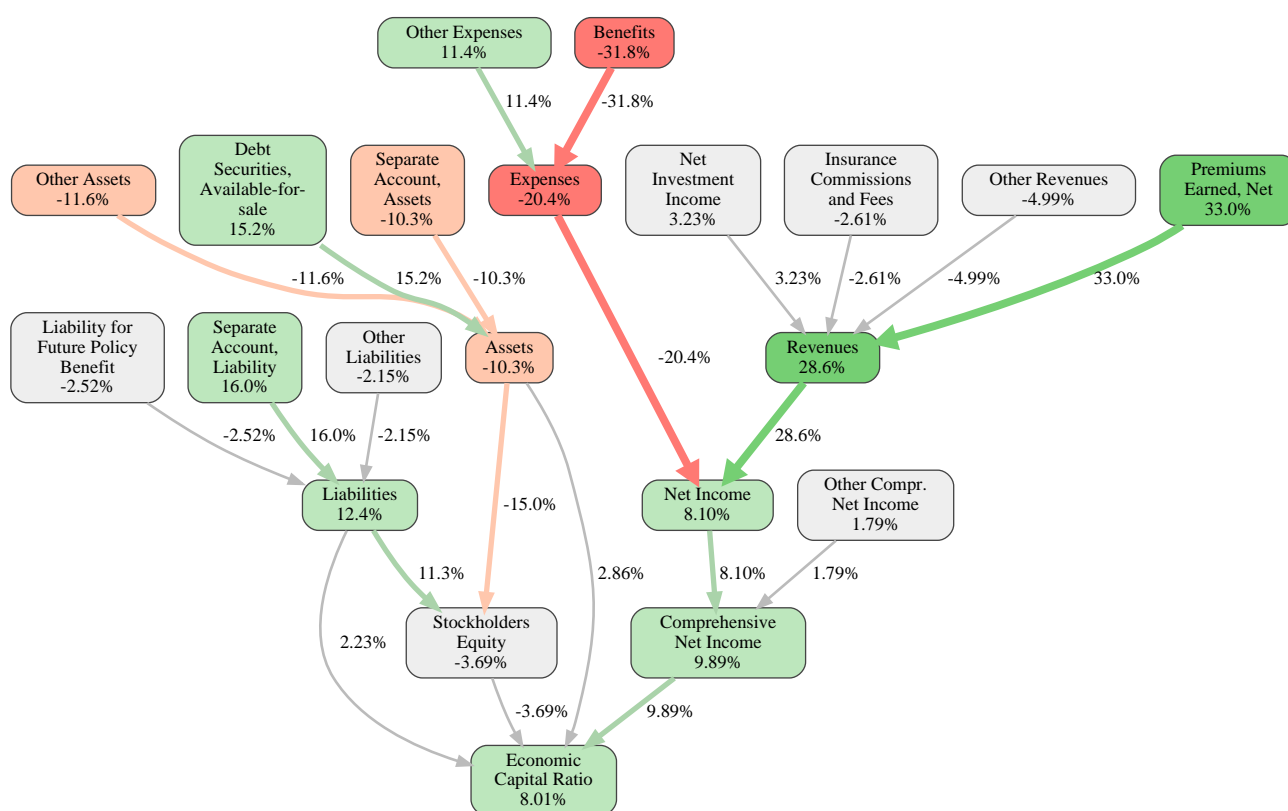 Other Expenses
11.4%
Benefits
-31.8%
11.4%
-31.8%
Other Assets
-11.6%
Debt
Securities,
Available-for-
sale
15.2%
Separate
Account,
Assets
-10.3%
Expenses
-20.4%
Net
Investment
Income
3.23%
Insurance
Commissions
and Fees
-2.61%
Other Revenues
-4.99%
Premiums
Earned, Net
33.0%
-11.6%
15.2%
-10.3%
3.23%
-2.61%
-4.99%
33.0%
Liability for
Future Policy
Benefit
-2.52%
Separate
Account,
Liability
16.0%
Other
Liabilities
-2.15%
Assets
-10.3%
-20.4%
Revenues
28.6%
-2.52%
16.0%
-2.15%
28.6%
Liabilities
12.4%
-15.0%
Net Income
8.10%
Other Compr.
Net Income
1.79%
11.3%
2.86%
8.10%
1.79%
2.23%
Stockholders
Equity
-3.69%
Comprehensive
Net Income
9.89%
-3.69%
9.89%
Economic
Capital Ratio
8.01%